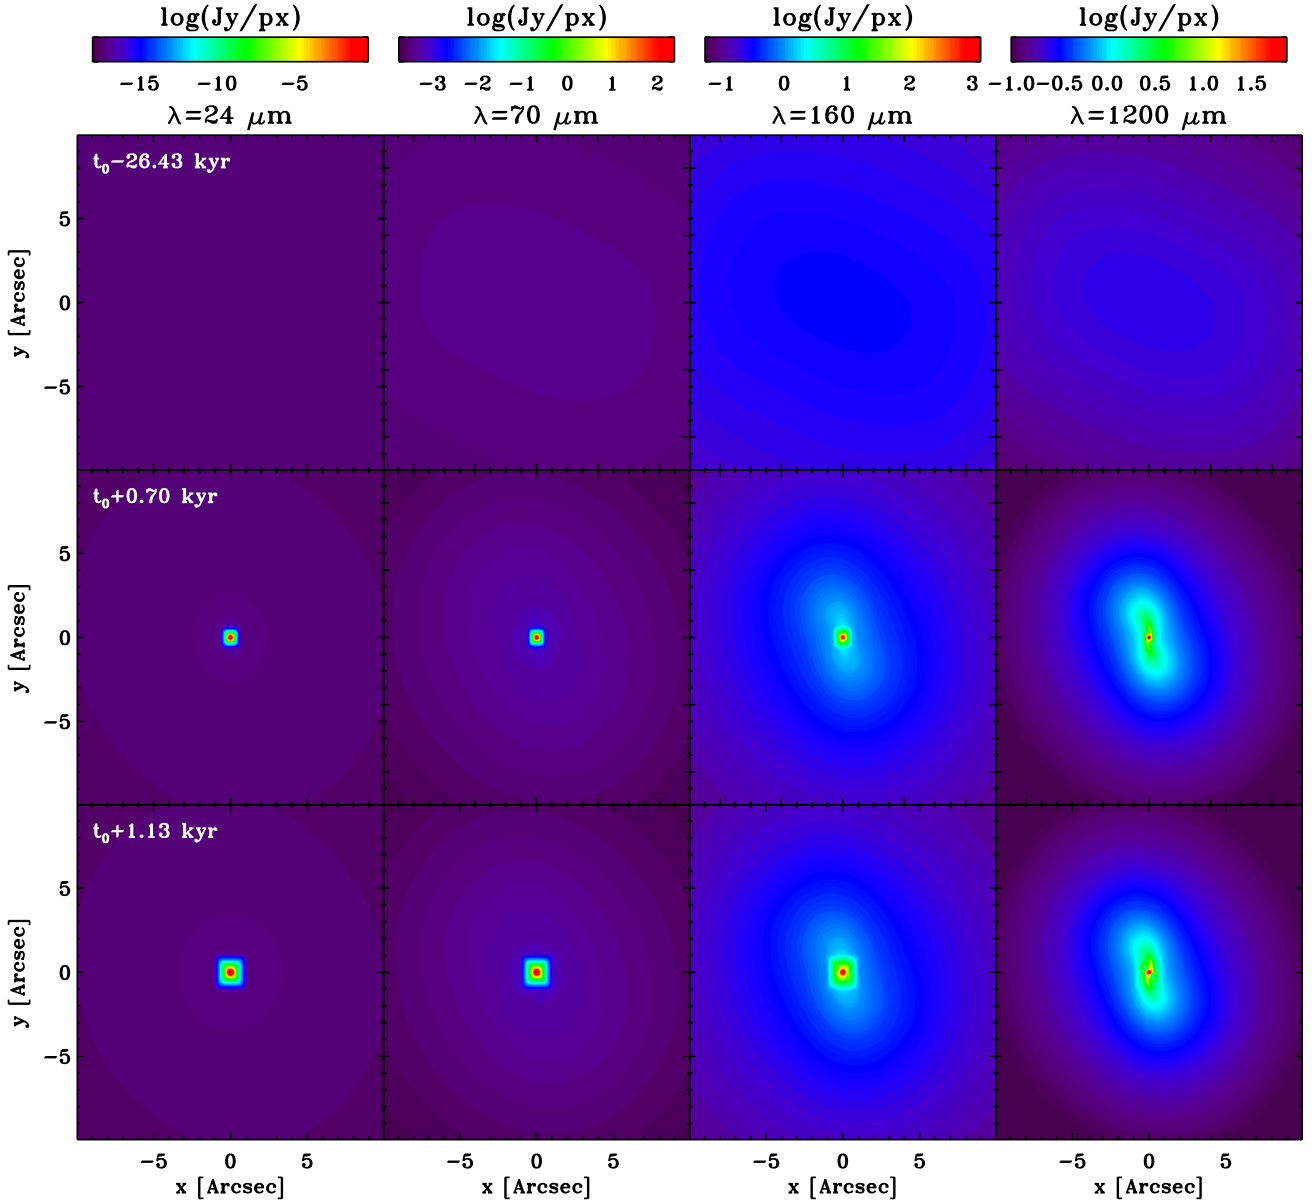 log(Jy/px) log(Jy/px) log(Jy/px) log(Jy/px)
−15 −10 −5 −3 −2 −1 0 1 2 −1 0 1 2 3 −1.0 −0.5 0.0 0.5 1.0 1.5
λ=24 μm λ=70 μm λ=160 μm λ=1200 μm
t₀−26.43 kyr
5
0
−5
y [Arcsec]
t₀+0.70 kyr
5
0
−5
y [Arcsec]
t₀+1.13 kyr
5
0
−5
y [Arcsec]
−5 0 5 −5 0 5 −5 0 5 −5 0 5
x [Arcsec] x [Arcsec] x [Arcsec] x [Arcsec]